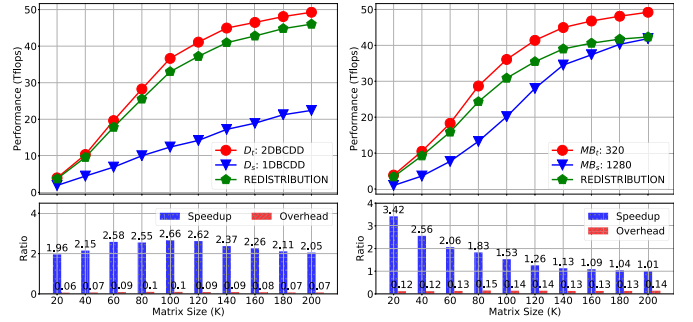 50
40
30
20
10
0
Performance (Tflops)
Dt: 2DBCDD
Ds: 1DBCDD
REDISTRIBUTION
4
2
0
Ratio
Speedup
Overhead
1.96 2.15 2.58 2.55 2.66 2.62 2.37 2.26 2.11 2.05
0.06 0.07 0.09 0.1 0.1 0.09 0.09 0.08 0.07 0.07
20 40 60 80 100 120 140 160 180 200
Matrix Size (K)
50
40
30
20
10
0
Performance (Tflops)
MBt: 320
MBs: 1280
REDISTRIBUTION
4
3
2
1
0
Ratio
Speedup
Overhead
3.42 2.56 2.06 1.83 1.53 1.26 1.13 1.09 1.04 1.01
0.12 0.12 0.13 0.15 0.14 0.14 0.13 0.13 0.13 0.14
20 40 60 80 100 120 140 160 180 200
Matrix Size (K)